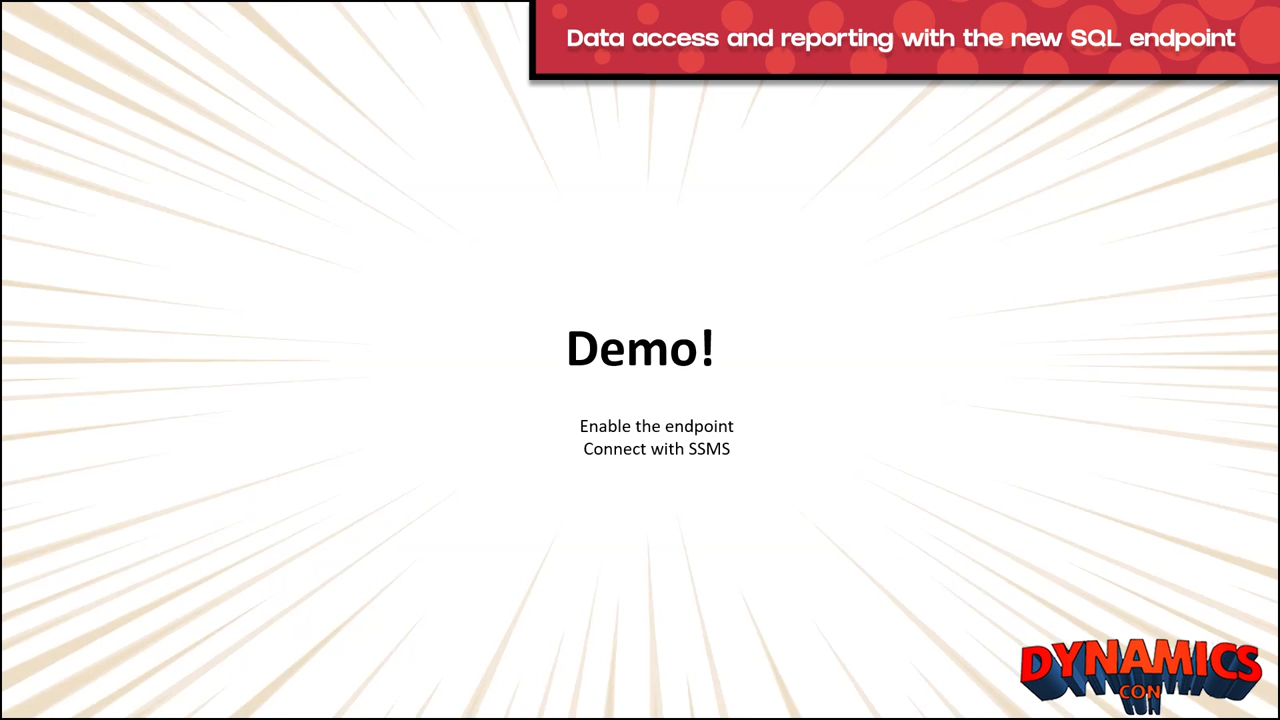 Data access and reporting with the new SQL endpoint
Demo!
Enable the endpoint
Connect with SSMS
DYNAMICS
CON